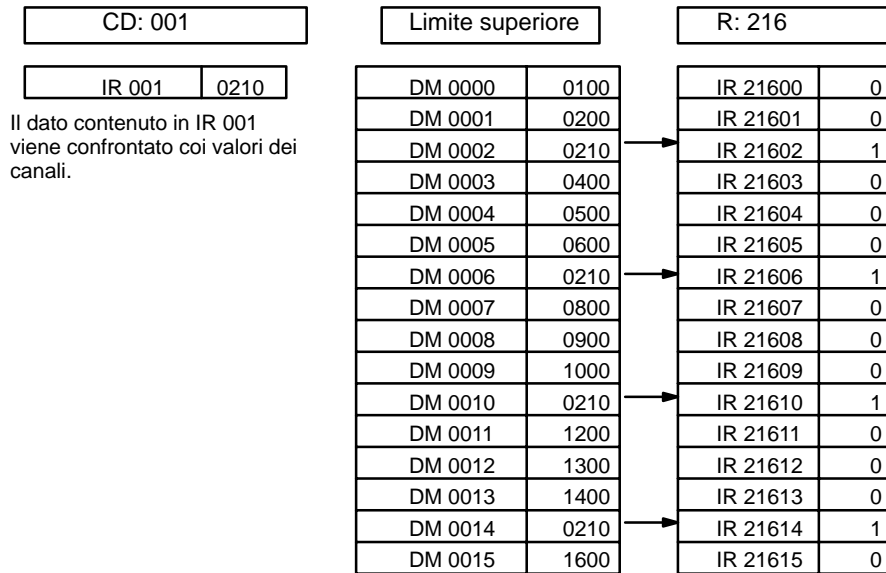 CD: 001 Limite superiore R: 216
IR 001 0210
Il dato contenuto in IR 001
viene confrontato coi valori dei
canali.
DM 0000 0100 IR 21600 0
DM 0001 0200 IR 21601 0
DM 0002 0210 IR 21602 1
DM 0003 0400 IR 21603 0
DM 0004 0500 IR 21604 0
DM 0005 0600 IR 21605 0
DM 0006 0210 IR 21606 1
DM 0007 0800 IR 21607 0
DM 0008 0900 IR 21608 0
DM 0009 1000 IR 21609 0
DM 0010 0210 IR 21610 1
DM 0011 1200 IR 21611 0
DM 0012 1300 IR 21612 0
DM 0013 1400 IR 21613 0
DM 0014 0210 IR 21614 1
DM 0015 1600 IR 21615 0